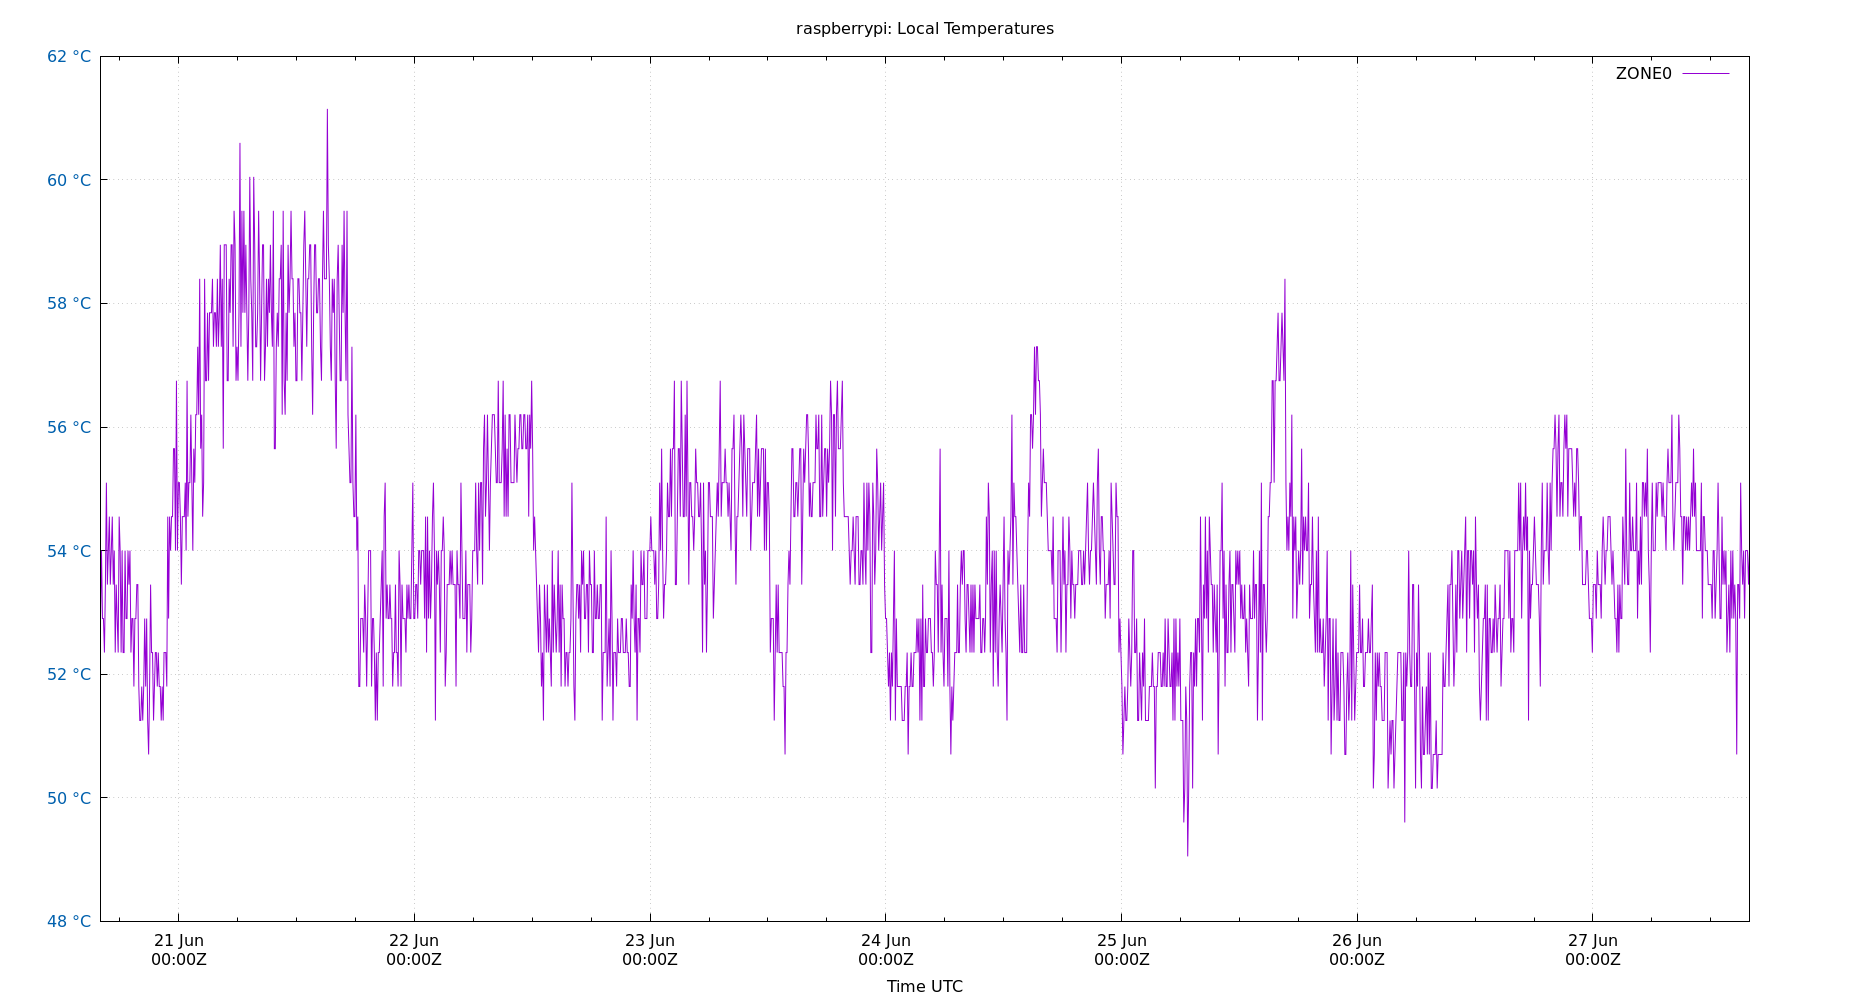 raspberrypi: Local Temperatures
ZONE0
62 °C
60 °C
58 °C
56 °C
54 °C
52 °C
50 °C
48 °C
21 Jun
00:00Z
22 Jun
00:00Z
23 Jun
00:00Z
24 Jun
00:00Z
25 Jun
00:00Z
26 Jun
00:00Z
27 Jun
00:00Z
Time UTC